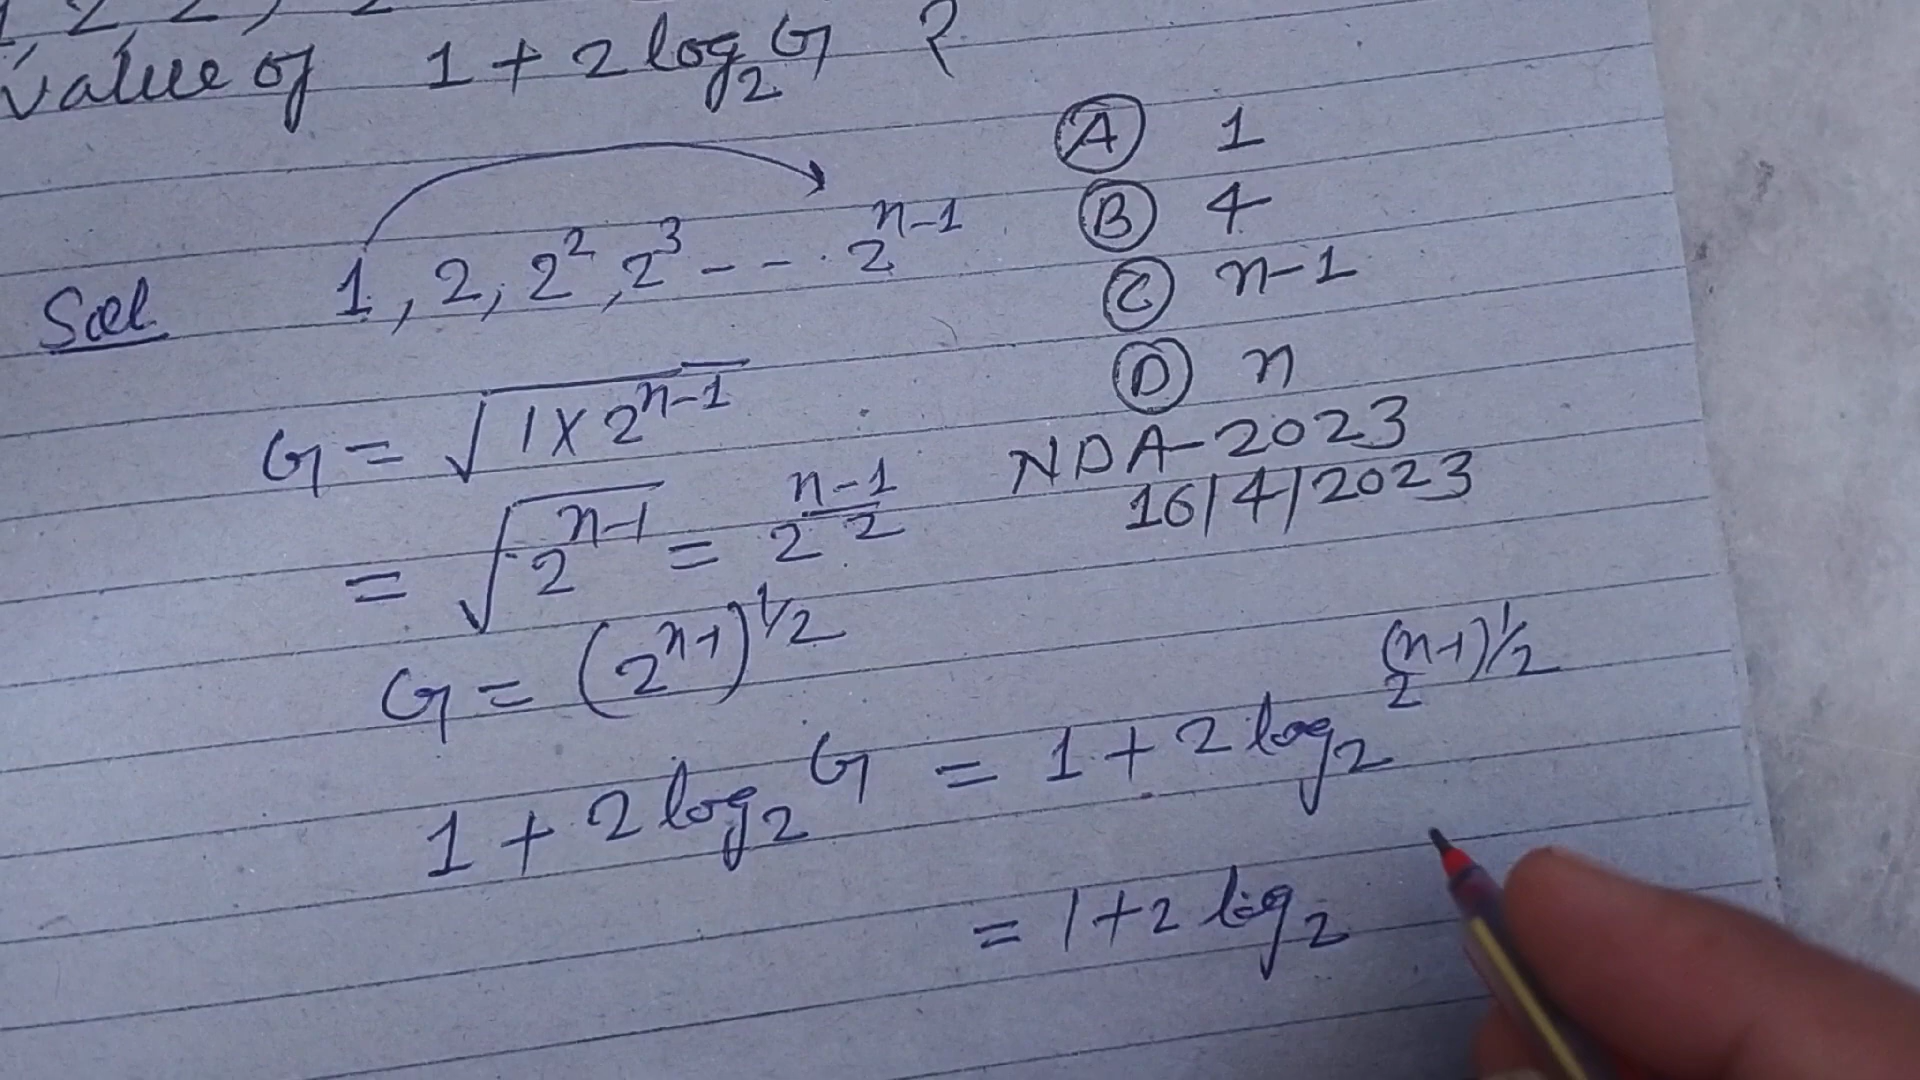 Value of 1 + 2 log₂ G ?
Sol 1, 2, 2², 2³ - - - 2ⁿ⁻¹
G = √(1 × 2ⁿ⁻¹)
= √(2ⁿ⁻¹) = 2^((n-1)/2)
G = (2ⁿ⁻¹)^(1/2)
1 + 2 log₂ G = 1 + 2 log₂ 2^((n-1)1/2)
= 1 + 2 log₂
(A) 1
(B) 4
(C) n-1
(D) n
NDA-2023
16/4/2023